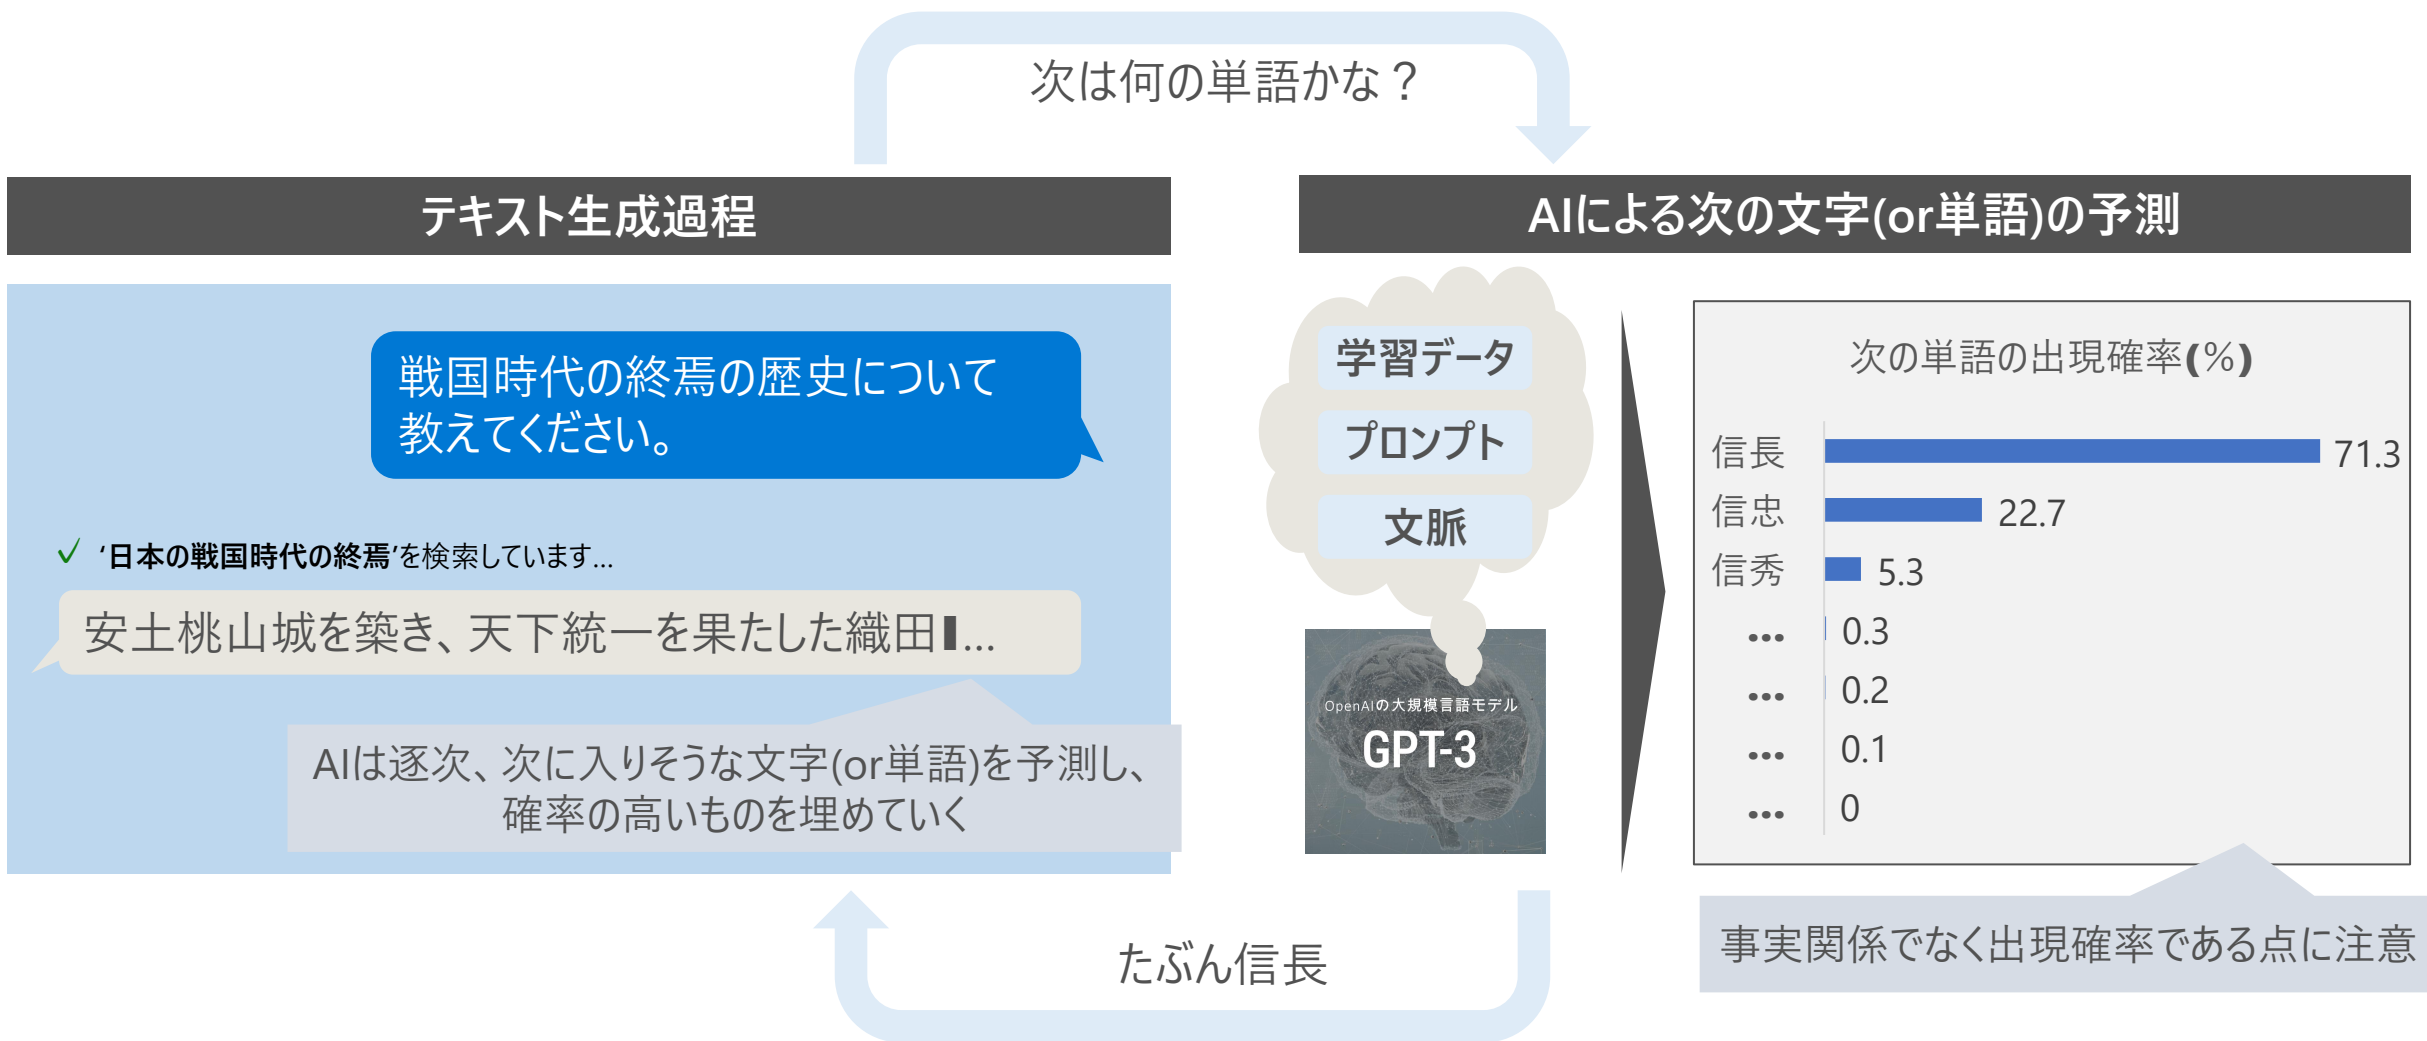 次は何の単語かな？
テキスト生成過程
戦国時代の終焉の歴史について
教えてください。
✓ ‘日本の戦国時代の終焉’を検索しています...
安土桃山城を築き、天下統一を果たした織田▮...
AIは逐次、次に入りそうな文字(or単語)を予測し、
確率の高いものを埋めていく
AIによる次の文字(or単語)の予測
学習データ
プロンプト
文脈
OpenAIの大規模言語モデル
GPT-3
次の単語の出現確率(%)
信長 71.3
信忠 22.7
信秀 5.3
... 0.3
... 0.2
... 0.1
... 0
事実関係でなく出現確率である点に注意
たぶん信長